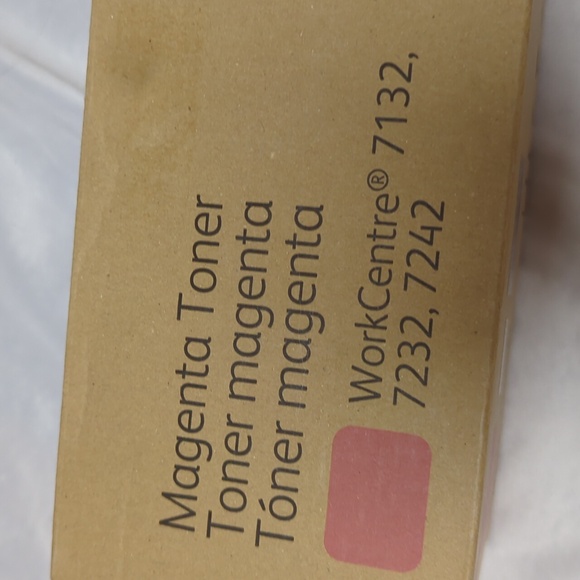 Magenta Toner
Toner magenta
Tóner magenta
WorkCentre® 7132,
7232, 7242